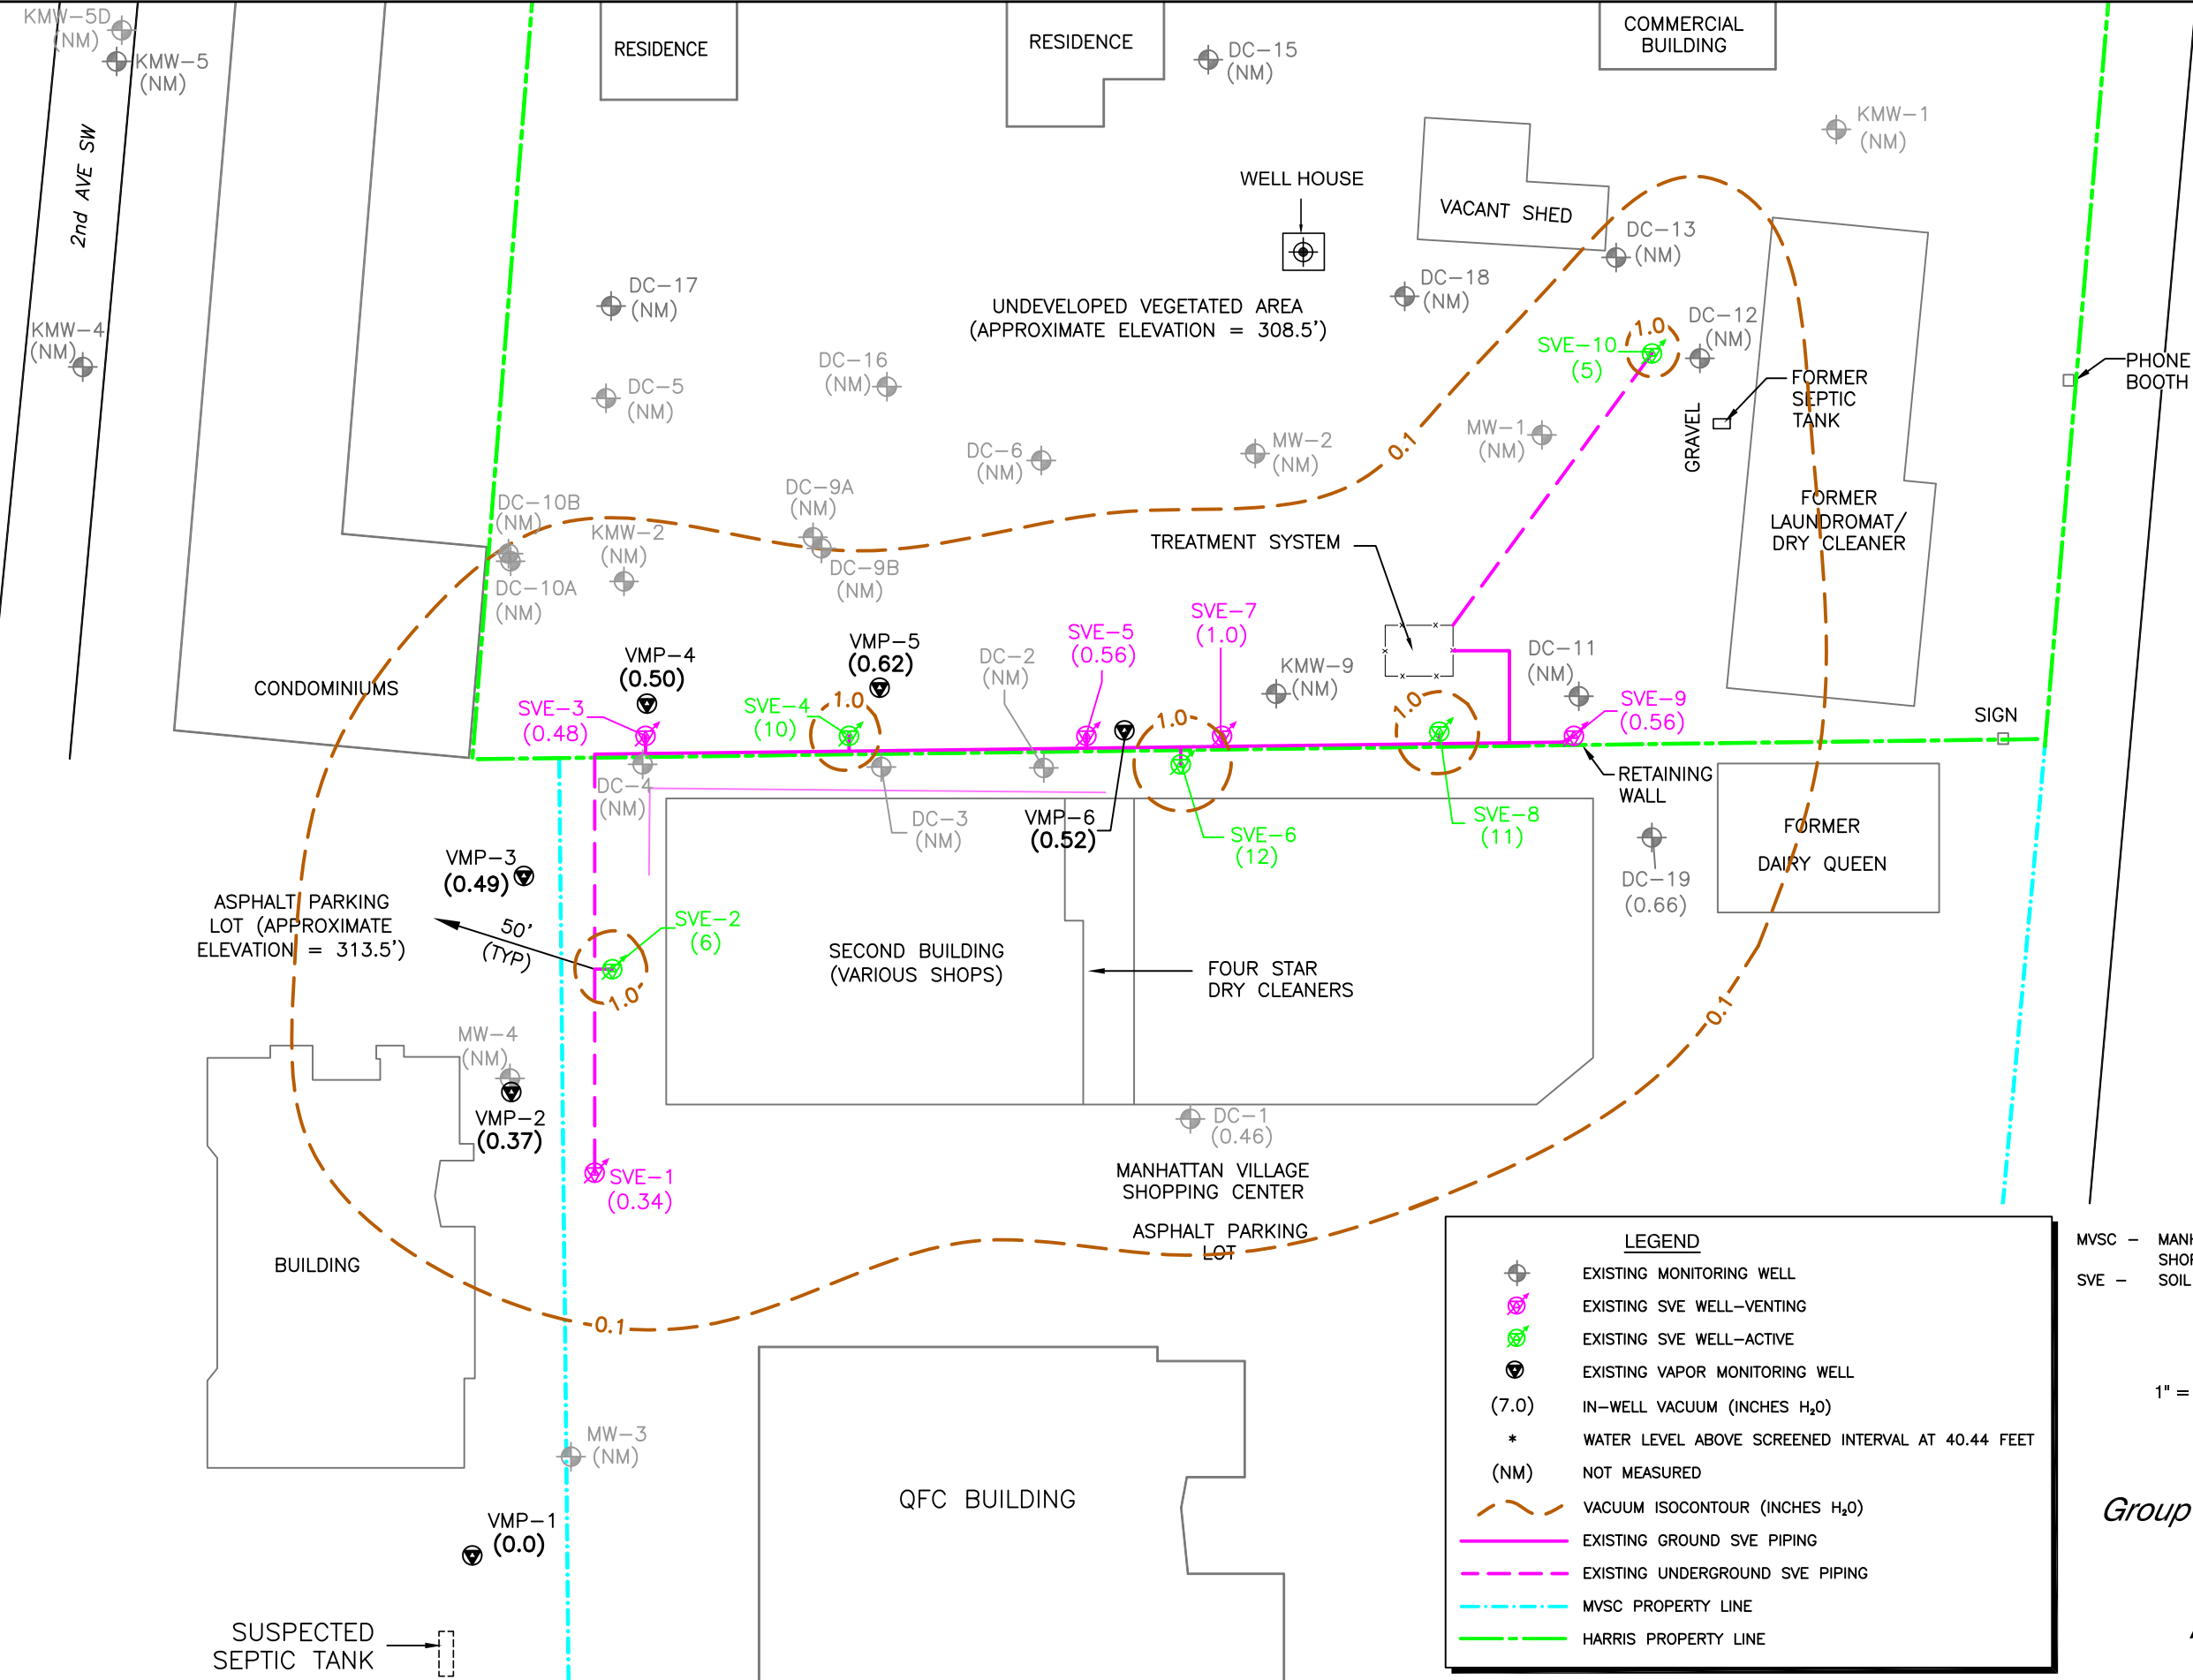 KMW-5D
(NM)
KMW-5
(NM)
2nd AVE SW
KMW-4
(NM)
RESIDENCE
RESIDENCE
DC-15
(NM)
COMMERCIAL
BUILDING
KMW-1
(NM)
WELL HOUSE
VACANT SHED
DC-13
(NM)
DC-17
(NM)
DC-18
(NM)
UNDEVELOPED VEGETATED AREA
(APPROXIMATE ELEVATION = 308.5')
1.0
DC-12
(NM)
SVE-10
(5)
PHONE
BOOTH
FORMER
SEPTIC
TANK
GRAVEL
DC-16
(NM)
DC-5
(NM)
DC-6
(NM)
MW-2
(NM)
0.1
MW-1
(NM)
DC-10B
(NM)
DC-9A
(NM)
KMW-2
(NM)
DC-9B
(NM)
DC-10A
(NM)
TREATMENT SYSTEM
FORMER
LAUNDROMAT/
DRY CLEANER
CONDOMINIUMS
VMP-4
(0.50)
VMP-5
(0.62)
DC-2
(NM)
SVE-5
(0.56)
SVE-7
(1.0)
KMW-9
(NM)
DC-11
(NM)
SVE-9
(0.56)
SIGN
SVE-3
(0.48)
SVE-4
(10)
1.0
1.0
1.0
RETAINING
WALL
DC-4
(NM)
DC-3
(NM)
VMP-6
(0.52)
SVE-6
(12)
SVE-8
(11)
FORMER
DAIRY QUEEN
DC-19
(0.66)
VMP-3
(0.49)
ASPHALT PARKING
LOT (APPROXIMATE
ELEVATION = 313.5')
50'
(TYP)
SVE-2
(6)
1.0
SECOND BUILDING
(VARIOUS SHOPS)
FOUR STAR
DRY CLEANERS
0.1
MW-4
(NM)
VMP-2
(0.37)
DC-1
(0.46)
SVE-1
(0.34)
MANHATTAN VILLAGE
SHOPPING CENTER
ASPHALT PARKING
LOT
BUILDING
0.1
MW-3
(NM)
QFC BUILDING
VMP-1
(0.0)
SUSPECTED
SEPTIC TANK
LEGEND
EXISTING MONITORING WELL
EXISTING SVE WELL-VENTING
EXISTING SVE WELL-ACTIVE
EXISTING VAPOR MONITORING WELL
(7.0) IN-WELL VACUUM (INCHES H₂O)
* WATER LEVEL ABOVE SCREENED INTERVAL AT 40.44 FEET
(NM) NOT MEASURED
VACUUM ISOCONTOUR (INCHES H₂O)
EXISTING GROUND SVE PIPING
EXISTING UNDERGROUND SVE PIPING
MVSC PROPERTY LINE
HARRIS PROPERTY LINE
MVSC -
SVE - SOIL
1" =
Group